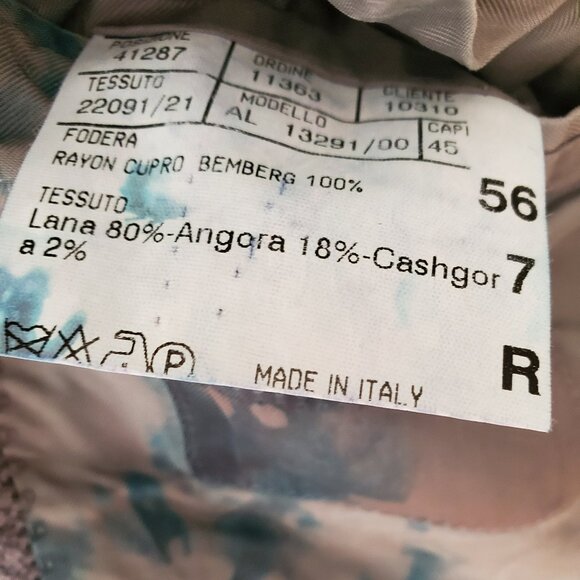 POSIZIONE
41287
ORDINE
11363
CLIENTE
10310
TESSUTO
22091/21
MODELLO
AL 13291/00
CAPI
45
FODERA
RAYON CUPRO BEMBERG 100%
56
TESSUTO
Lana 80%-Angora 18%-Cashgor
a 2%
7
P
MADE IN ITALY
R